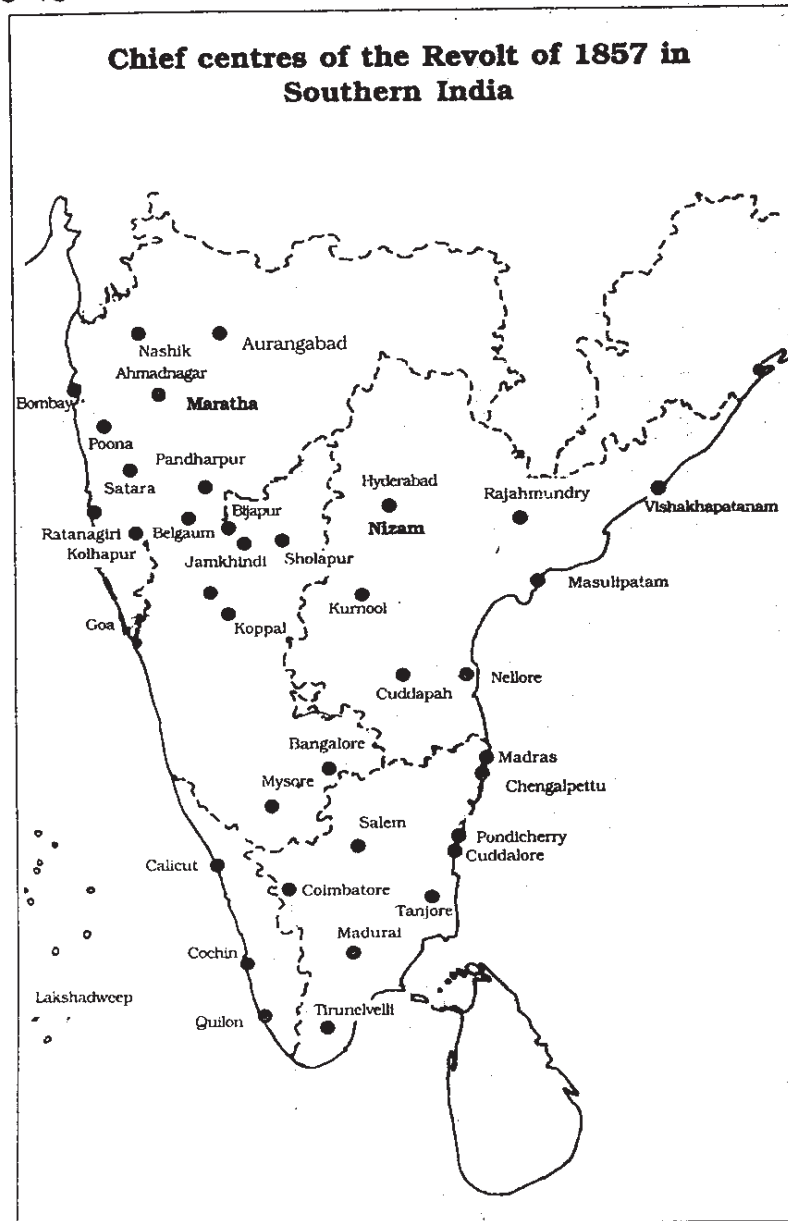 Chief centres of the Revolt of 1857 in
Southern India
Nashik
Aurangabad
Ahmadnagar
Bombay
Maratha
Poona
Pandharpur
Satara
Hyderabad
Rajahmundry
Vishakhapatanam
Bijapur
Nizam
Ratanagiri
Belgaum
Kolhapur
Jamkhindi
Sholapur
Masulipatam
Kurnool
Goa
Koppal
Cuddapah
Nellore
Bangalore
Madras
Mysore
Chengalpettu
Salem
Pondicherry
Cuddalore
Calicut
Coimbatore
Tanjore
Madurai
Cochin
Lakshadweep
Quilon
Tirunelvelli